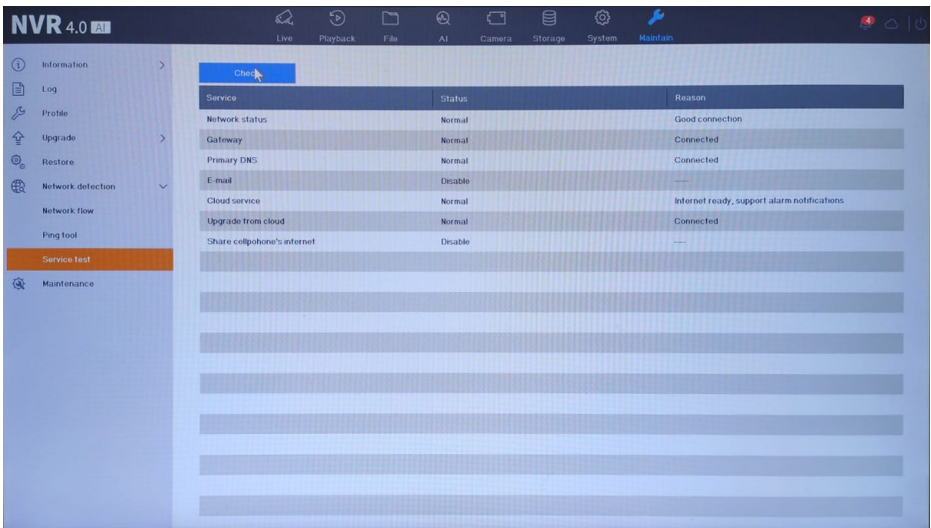 NVR 4.0 AI
Live Playback File AI Camera Storage System Maintain
4
Information
Log
Profile
Upgrade
Restore
Network detection
Network flow
Ping tool
Service test
Maintenance
Check
Service Status Reason
Network status Normal Good connection
Gateway Normal Connected
Primary DNS Normal Connected
E-mail Disable ----
Cloud service Normal Internet ready, support alarm notifications
Upgrade from cloud Normal Connected
Share cellpohone's internet Disable ----